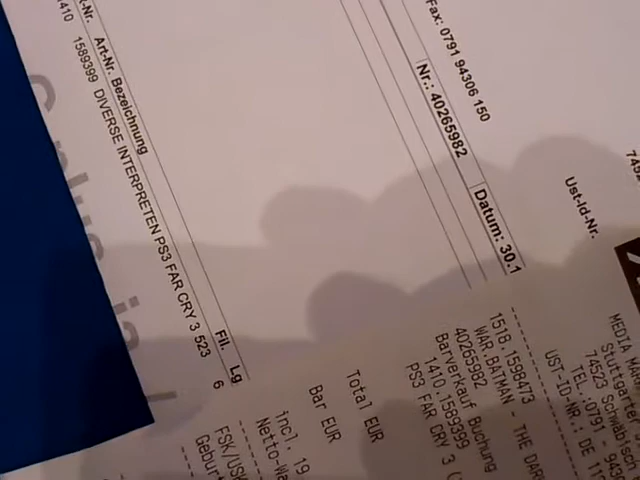 Fax: 0791 94306 150
Nr.: 40265982
Datum: 30.1
Ust-Id-Nr.
Art-Nr. Bezeichnung
Fil. Lg
1410 1589399 DIVERSE INTERPRETEN PS3 FAR CRY 3 523 6
MEDIA MAR
Stuttgarter
74523 Schwäbisch
TEL.:0791 - 9430
UST-ID-NR.: DE 11
1518.1598473
WAR.BATMAN - THE DAR
40265982
Barverkauf Buchung
1410.1589399
PS3 FAR CRY 3
Total EUR
Bar EUR
incl. 19
Netto-Wa
FSK/USK
Geburt